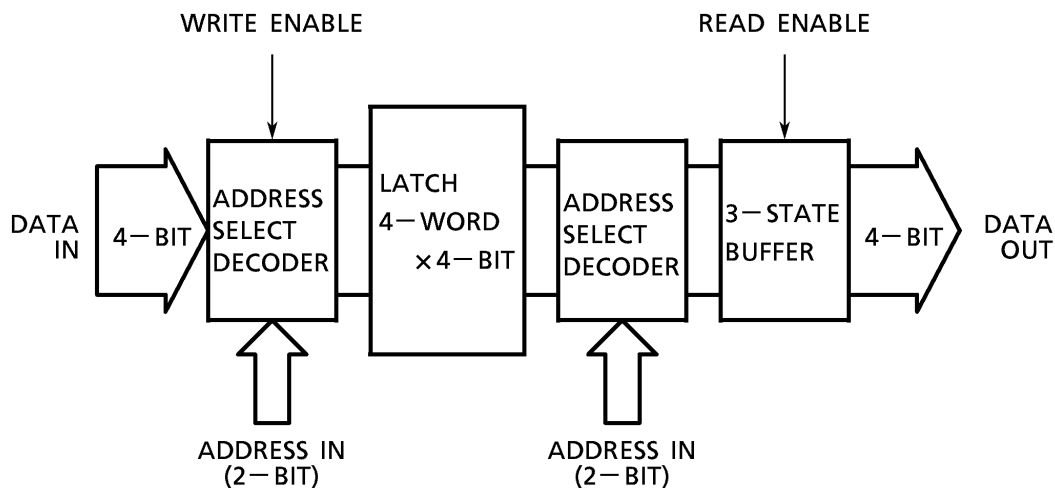 WRITE ENABLE
READ ENABLE
DATA
IN
4-BIT
ADDRESS
SELECT
DECODER
LATCH
4-WORD
×4-BIT
ADDRESS
SELECT
DECODER
3-STATE
BUFFER
4-BIT
DATA
OUT
ADDRESS IN
(2-BIT)
ADDRESS IN
(2-BIT)